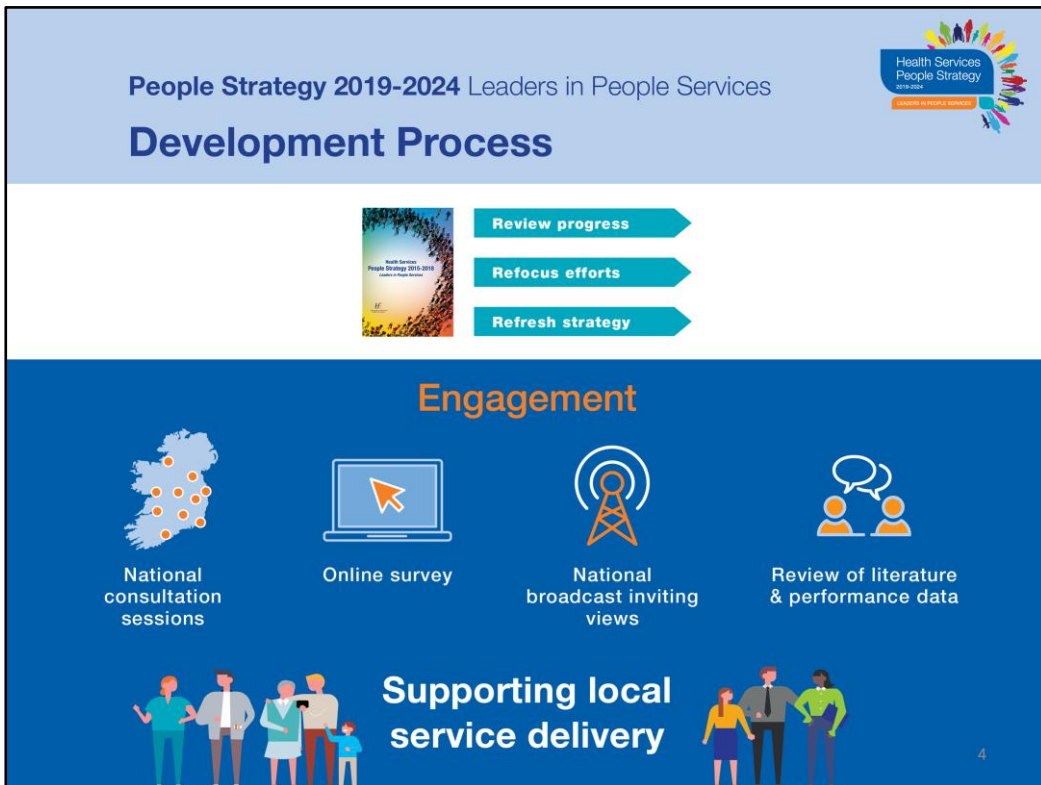 People Strategy 2019-2024 Leaders in People Services
Development Process
Health Services
People Strategy
2019-2024
LEADERS IN PEOPLE SERVICES
Health Services
People Strategy 2015-2018
Leaders in People Services
Review progress
Refocus efforts
Refresh strategy
Engagement
National
consultation
sessions
Online survey
National
broadcast inviting
views
Review of literature
& performance data
Supporting local
service delivery
4